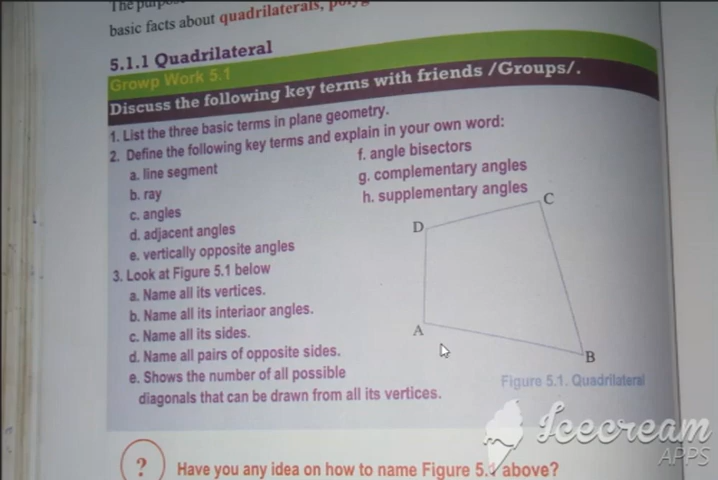 The
basic facts about quadrilaterals,
5.1.1 Quadrilateral
Growp Work 5.1
Discuss the following key terms with friends /Groups/.
1. List the three basic terms in plane geometry.
2. Define the following key terms and explain in your own word:
a. line segment
b. ray
c. angles
d. adjacent angles
e. vertically opposite angles
f. angle bisectors
g. complementary angles
h. supplementary angles
3. Look at Figure 5.1 below
a. Name all its vertices.
b. Name all its interiaor angles.
c. Name all its sides.
d. Name all pairs of opposite sides.
e. Shows the number of all possible
diagonals that can be drawn from all its vertices.
C
D
A
B
Figure 5.1. Quadrilateral
? Have you any idea on how to name Figure 5.1 above?
Icecream
APPS